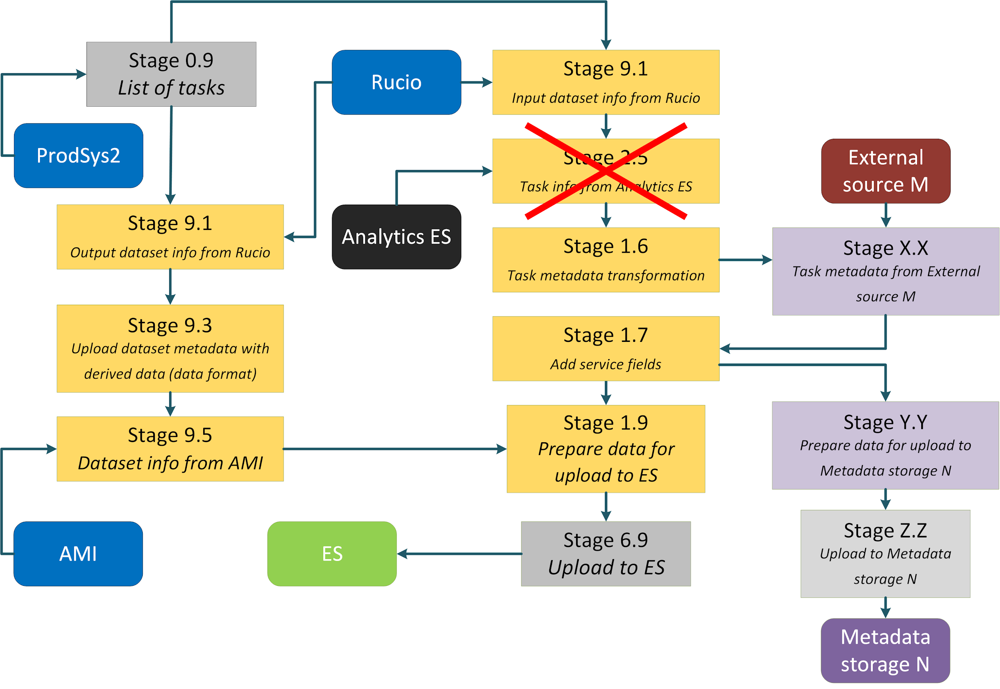 Stage 0.9
List of tasks
Rucio
Stage 9.1
Input dataset info from Rucio
ProdSys2
Stage 2.5
Task info from Analytics ES
External
source M
Stage 9.1
Output dataset info from Rucio
Analytics ES
Stage 1.6
Task metadata transformation
Stage X.X
Task metadata from External
source M
Stage 9.3
Upload dataset metadata with
derived data (data format)
Stage 1.7
Add service fields
Stage 9.5
Dataset info from AMI
Stage 1.9
Prepare data for
upload to ES
Stage Y.Y
Prepare data for upload to
Metadata storage N
AMI
ES
Stage 6.9
Upload to ES
Stage Z.Z
Upload to Metadata
storage N
Metadata
storage N